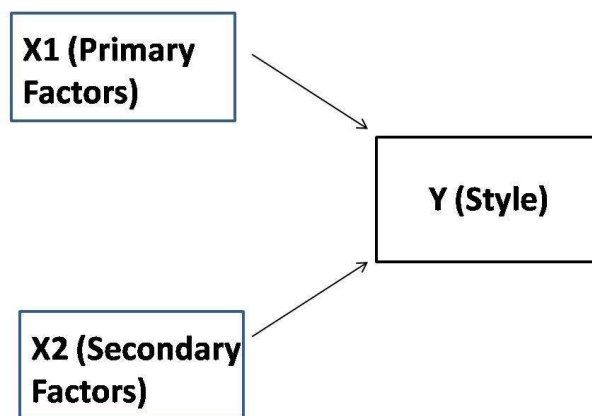 X1 (Primary
Factors)
Y (Style)
X2 (Secondary
Factors)